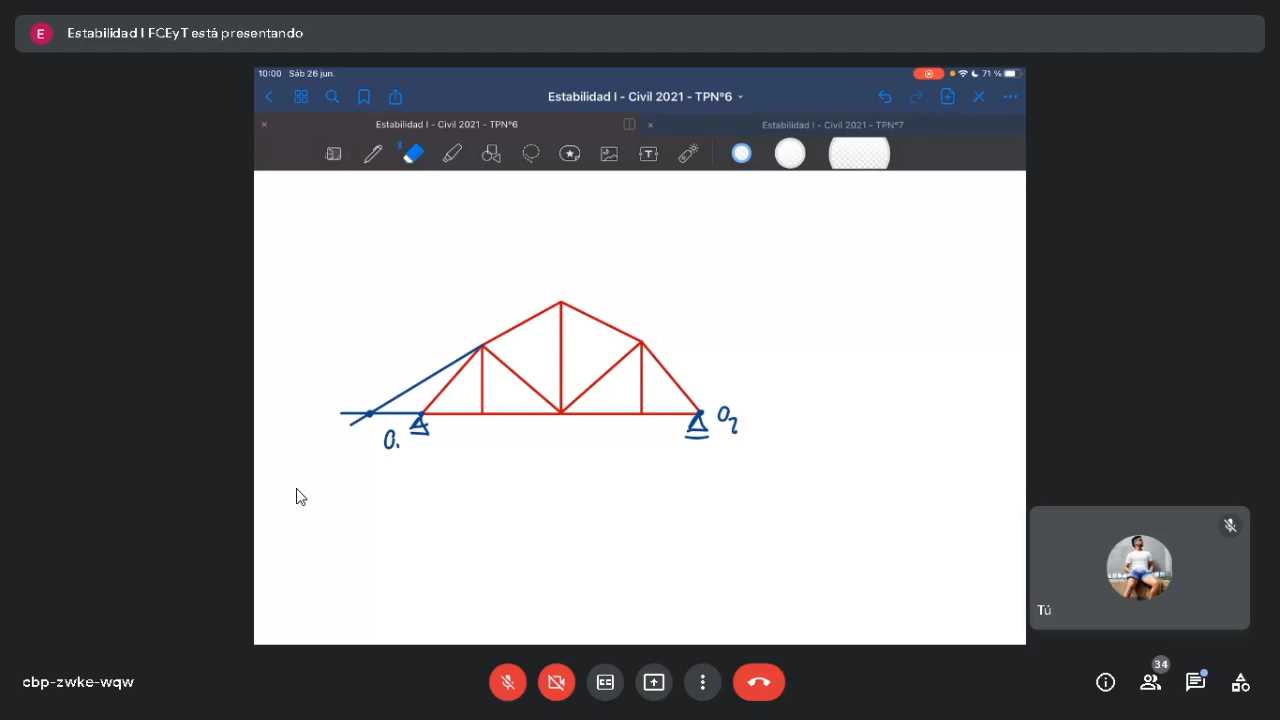 E Estabilidad I FCEyT está presentando
10:00 Sáb 26 jun. 71 %
Estabilidad I - Civil 2021 - TPN°6
Estabilidad I - Civil 2021 - TPN°6
Estabilidad I - Civil 2021 - TPN°7
T
O₂
O₁
Tú
cbp-zwke-wqw
34